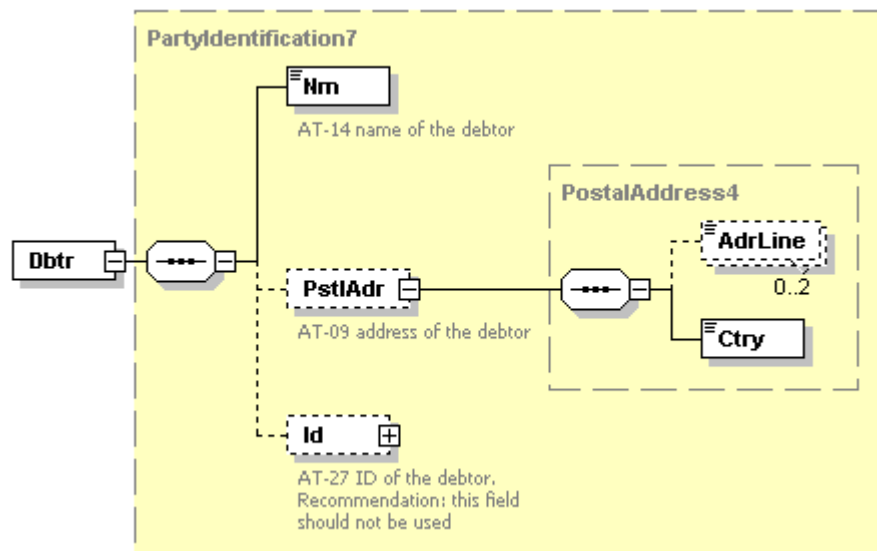 PartyIdentification7
Nm
AT-14 name of the debtor
PostalAddress4
AdrLine
0..2
Dbtr
PstlAdr
AT-09 address of the debtor
Ctry
Id
AT-27 ID of the debtor.
Recommendation: this field
should not be used